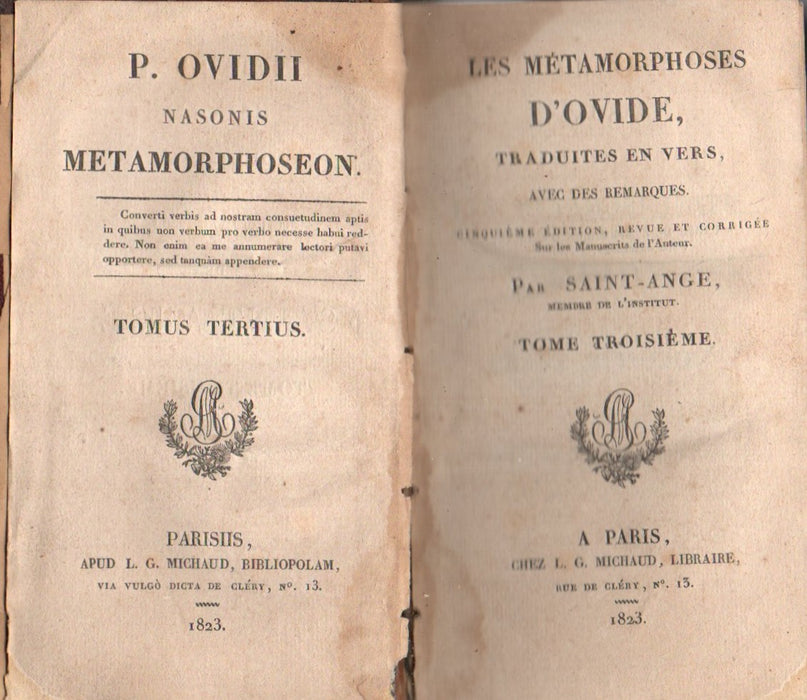 P. OVIDII
NASONIS
METAMORPHOSEON.
Converti verbis ad nostram consuetudinem aptis
in quibus non verbum pro verbo necesse habui red-
dere. Non enim ea me annumerare lectori putavi
opportere, sed tanquàm appendere.
TOMUS TERTIUS.
PARISIIS,
APUD L. G. MICHAUD, BIBLIOPOLAM,
VIA VULGÒ DICTA DE CLÉRY, N°. 13.
1823.
LES MÉTAMORPHOSES
D'OVIDE,
TRADUITES EN VERS,
AVEC DES REMARQUES.
CINQUIÈME ÉDITION, REVUE ET CORRIGÉE
Sur les Manuscrits de l'Auteur.
PAR SAINT-ANGE,
MEMBRE DE L'INSTITUT.
TOME TROISIÈME.
A PARIS,
CHEZ L. G. MICHAUD, LIBRAIRE,
RUE DE CLÉRY, N°. 13.
1823.